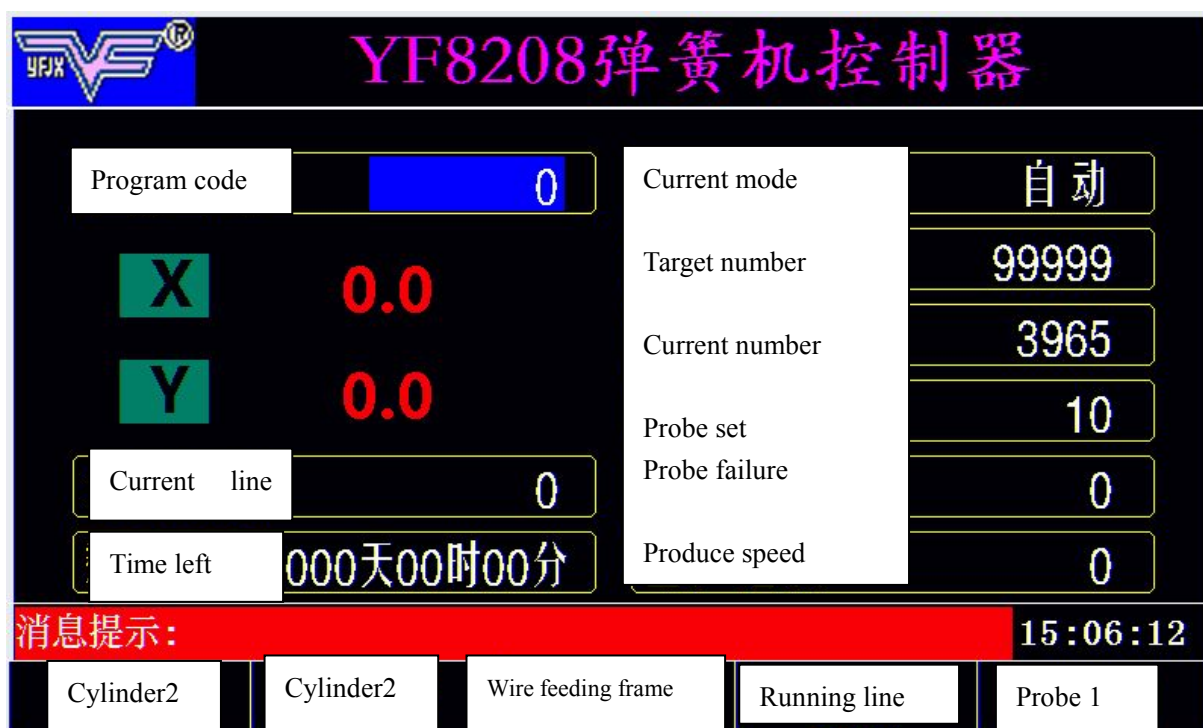 YFJX ®
YF8208弹簧机控制器
Program code 0
X 0.0
Y 0.0
Current line 0
Time left 000天00时00分
Current mode 自动
Target number 99999
Current number 3965
Probe set 10
Probe failure 0
Produce speed 0
消息提示: 15:06:12
Cylinder2 Cylinder2 Wire feeding frame Running line Probe 1